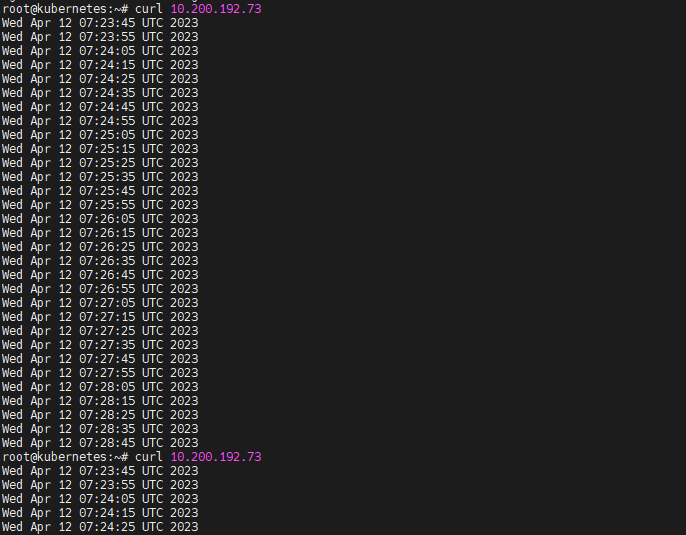 root@kubernetes:~# curl 10.200.192.73
Wed Apr 12 07:23:45 UTC 2023
Wed Apr 12 07:23:55 UTC 2023
Wed Apr 12 07:24:05 UTC 2023
Wed Apr 12 07:24:15 UTC 2023
Wed Apr 12 07:24:25 UTC 2023
Wed Apr 12 07:24:35 UTC 2023
Wed Apr 12 07:24:45 UTC 2023
Wed Apr 12 07:24:55 UTC 2023
Wed Apr 12 07:25:05 UTC 2023
Wed Apr 12 07:25:15 UTC 2023
Wed Apr 12 07:25:25 UTC 2023
Wed Apr 12 07:25:35 UTC 2023
Wed Apr 12 07:25:45 UTC 2023
Wed Apr 12 07:25:55 UTC 2023
Wed Apr 12 07:26:05 UTC 2023
Wed Apr 12 07:26:15 UTC 2023
Wed Apr 12 07:26:25 UTC 2023
Wed Apr 12 07:26:35 UTC 2023
Wed Apr 12 07:26:45 UTC 2023
Wed Apr 12 07:26:55 UTC 2023
Wed Apr 12 07:27:05 UTC 2023
Wed Apr 12 07:27:15 UTC 2023
Wed Apr 12 07:27:25 UTC 2023
Wed Apr 12 07:27:35 UTC 2023
Wed Apr 12 07:27:45 UTC 2023
Wed Apr 12 07:27:55 UTC 2023
Wed Apr 12 07:28:05 UTC 2023
Wed Apr 12 07:28:15 UTC 2023
Wed Apr 12 07:28:25 UTC 2023
Wed Apr 12 07:28:35 UTC 2023
Wed Apr 12 07:28:45 UTC 2023
root@kubernetes:~# curl 10.200.192.73
Wed Apr 12 07:23:45 UTC 2023
Wed Apr 12 07:23:55 UTC 2023
Wed Apr 12 07:24:05 UTC 2023
Wed Apr 12 07:24:15 UTC 2023
Wed Apr 12 07:24:25 UTC 2023